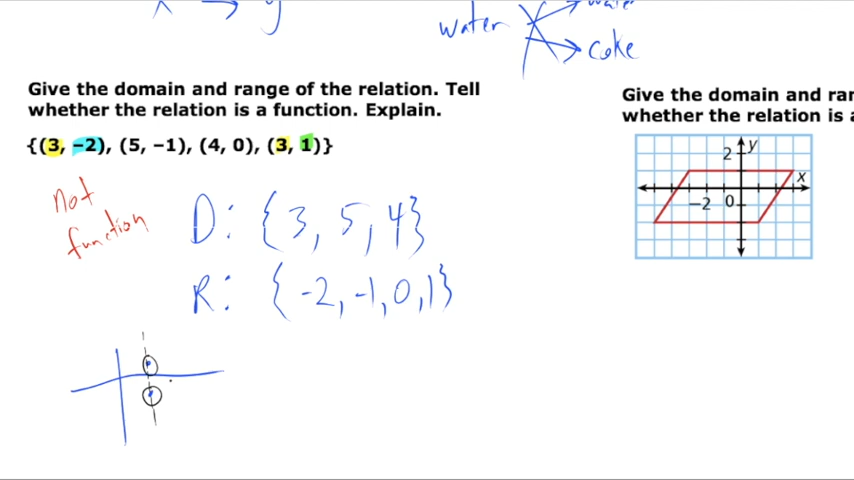 y
water
coke
Give the domain and range of the relation. Tell
whether the relation is a function. Explain.
{(3, −2), (5, −1), (4, 0), (3, 1)}
not
function
D: {3, 5, 4}
R: {-2, -1, 0, 1}
Give the domain and
whether the relation is
2 y
x
−2 0